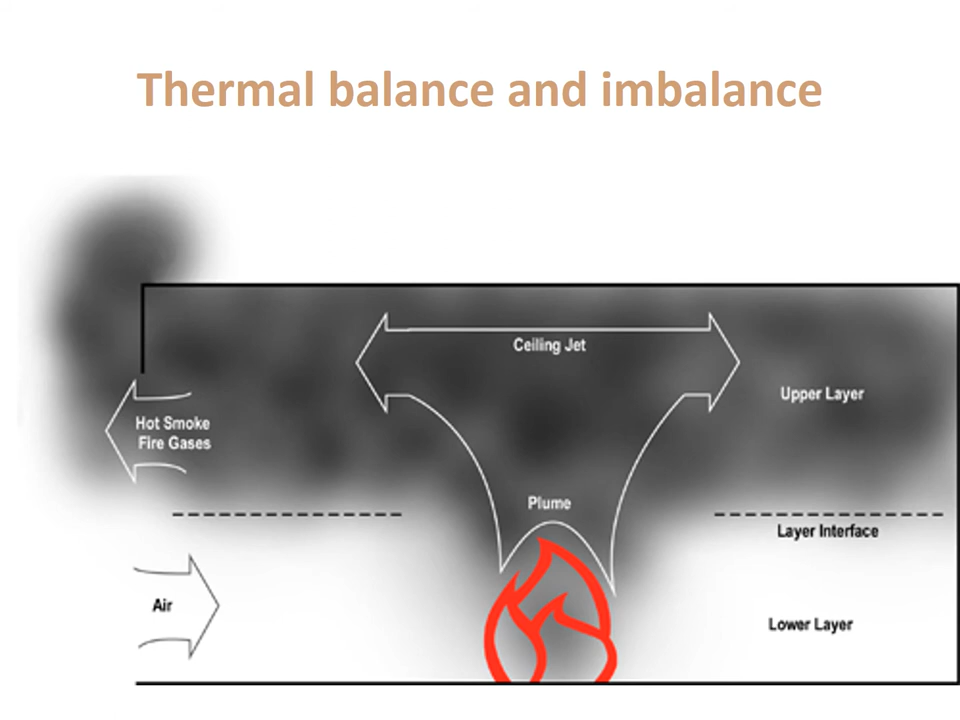 Thermal balance and imbalance
Ceiling Jet
Upper Layer
Hot Smoke
Fire Gases
Plume
Layer Interface
Air
Lower Layer